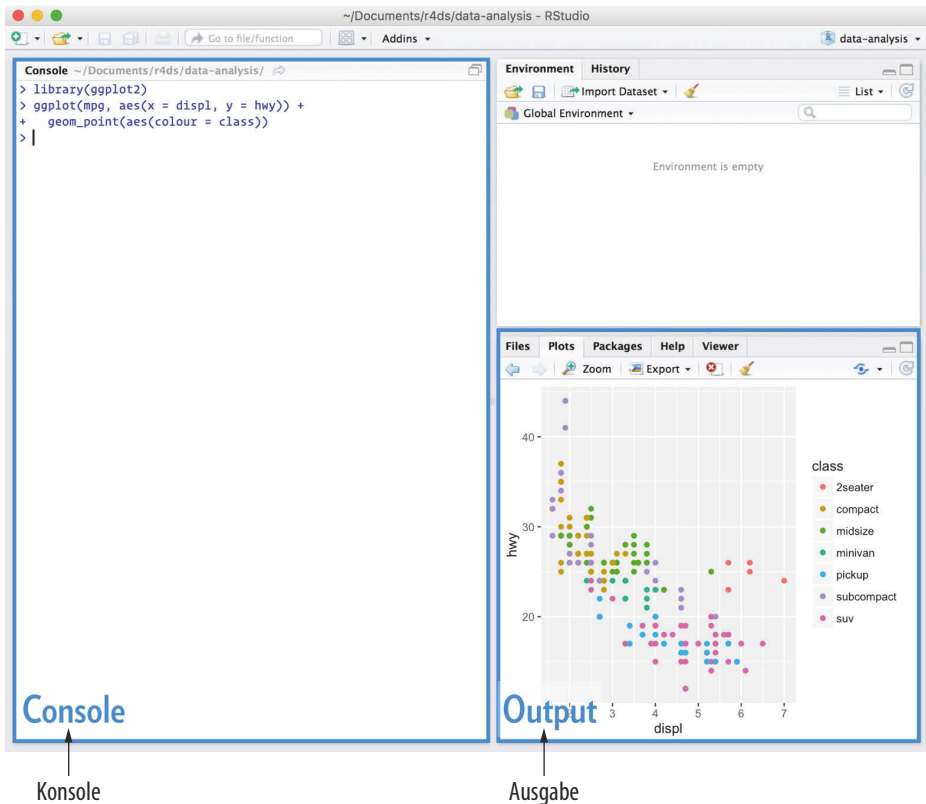 ~/Documents/r4ds/data-analysis - RStudio
Go to file/function
Addins
data-analysis
Console ~/Documents/r4ds/data-analysis/
> library(ggplot2)
> ggplot(mpg, aes(x = displ, y = hwy)) +
+   geom_point(aes(colour = class))
>
Console
Environment History
Import Dataset
List
Global Environment
Environment is empty
Files Plots Packages Help Viewer
Zoom Export
40
30
20
hwy
2 3 4 5 6 7
displ
class
2seater
compact
midsize
minivan
pickup
subcompact
suv
Output
Konsole
Ausgabe